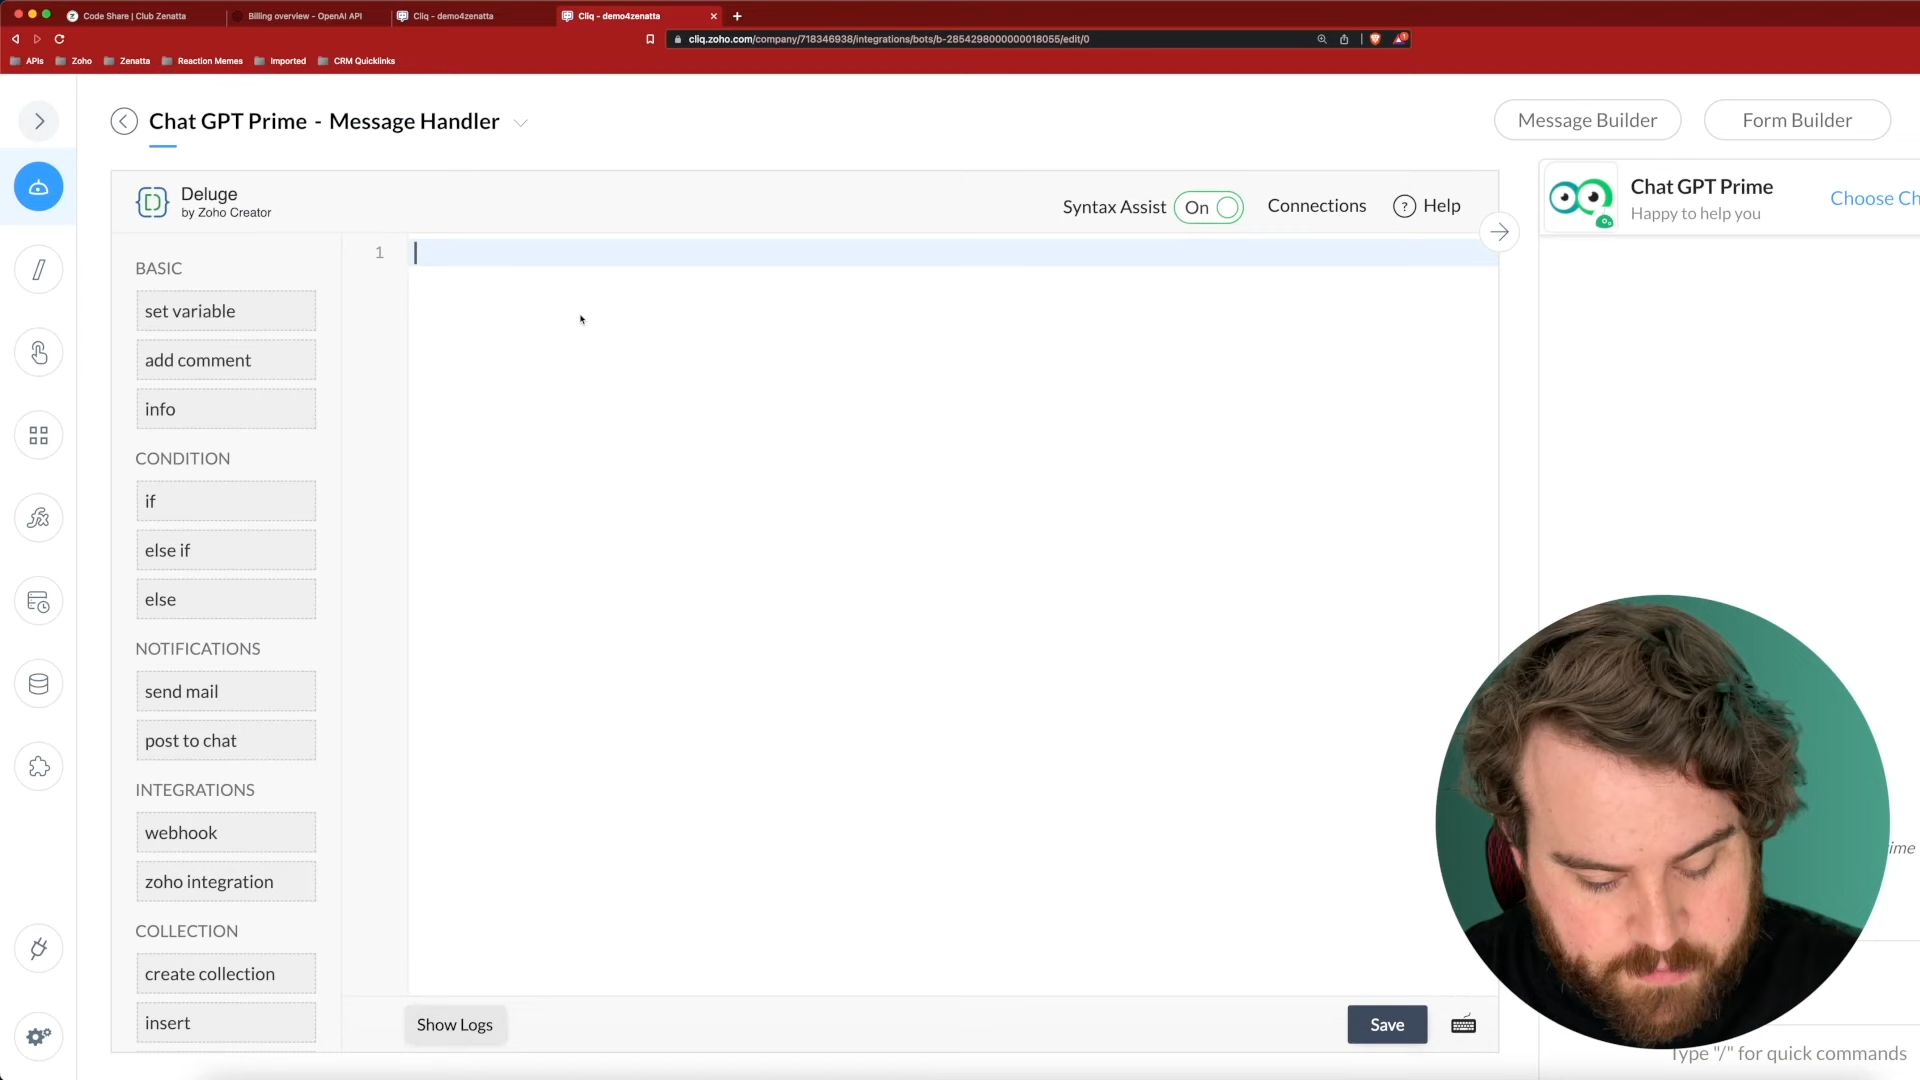 Code Share | Club Zenatta
Billing overview - OpenAI API
Cliq - demo4zenatta
Cliq - demo4zenatta
cliq.zoho.com/company/718346938/integrations/bots/b-2854298000000018055/edit/0
APIs
Zoho
Zenatta
Reaction Memes
Imported
CRM Quicklinks
Chat GPT Prime - Message Handler
Message Builder
Form Builder
Deluge
by Zoho Creator
Syntax Assist
On
Connections
? Help
Chat GPT Prime
Happy to help you
Choose Ch
1
BASIC
set variable
add comment
info
CONDITION
if
else if
else
NOTIFICATIONS
send mail
post to chat
INTEGRATIONS
webhook
zoho integration
COLLECTION
create collection
insert
Show Logs
Save
ime
Type "/" for quick commands